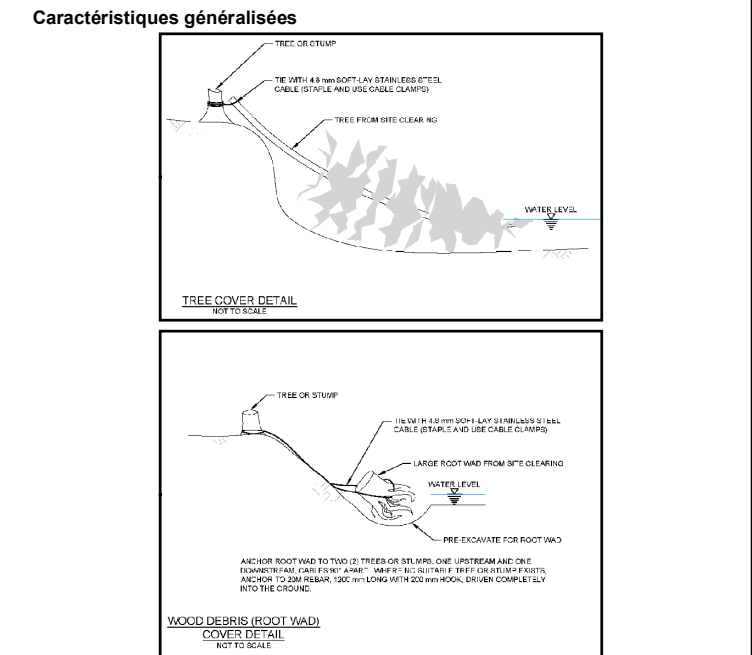 Caractéristiques généralisées
TREE OR STUMP
TIE WITH 4.8 mm SOFT-LAY STAINLESS STEEL
CABLE (STAPLE AND USE CABLE CLAMPS)
TREE FROM SITE CLEARING
WATER LEVEL
TREE COVER DETAIL
NOT TO SCALE
TREE OR STUMP
TIE WITH 4.8 mm SOFT-LAY STAINLESS STEEL
CABLE (STAPLE AND USE CABLE CLAMPS)
LARGE ROOT WAD FROM SITE CLEARING
WATER LEVEL
PRE-EXCAVATE FOR ROOT WAD
ANCHOR ROOT WAD TO TWO (2) TREES OR STUMPS, ONE UPSTREAM AND ONE
DOWNSTREAM, CABLES 90° APART. WHERE NO SUITABLE TREE OR STUMP EXISTS,
ANCHOR TO 20M REBAR, 1200 mm LONG WITH 200 mm HOOK, DRIVEN COMPLETELY
INTO THE GROUND.
WOOD DEBRIS (ROOT WAD)
COVER DETAIL
NOT TO SCALE